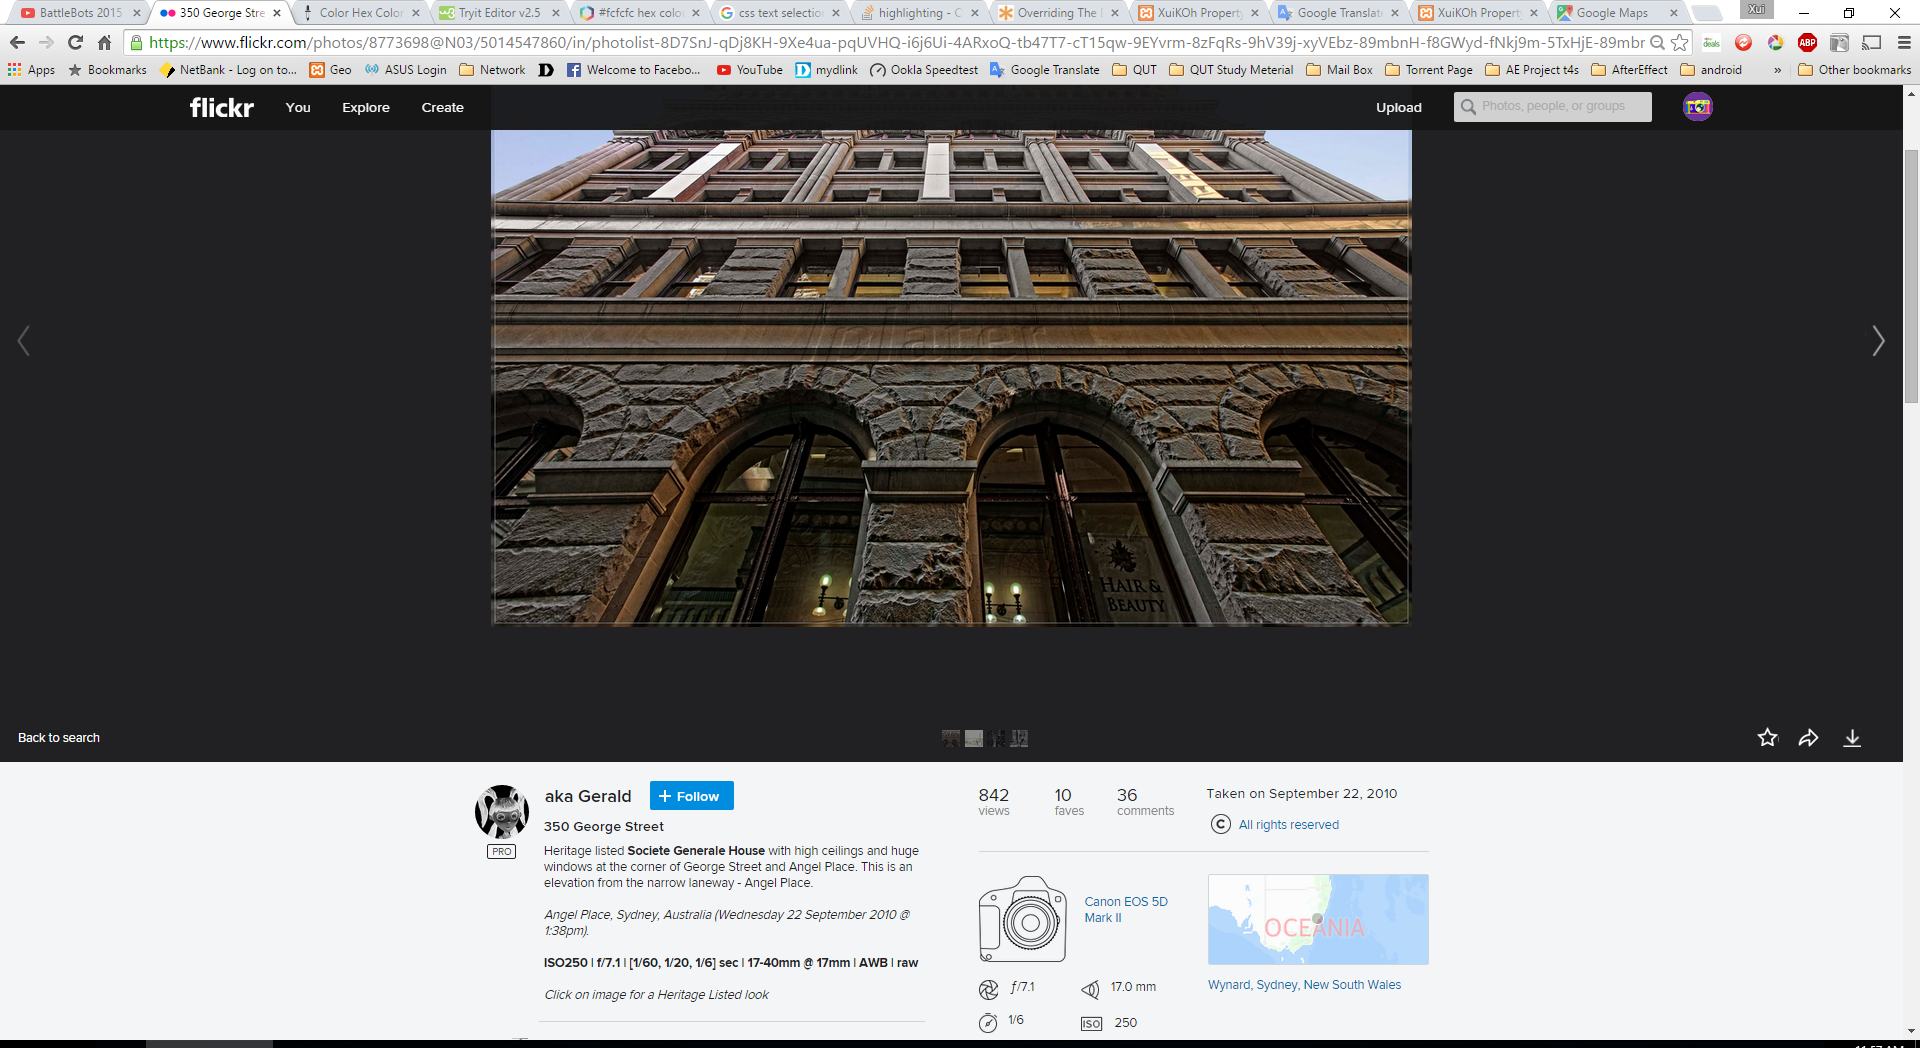 BattleBots 2015
350 George Stre
Color Hex Color
Tryit Editor v2.5
#fcfcfc hex colo
css text selectio
highlighting - C
Overriding The
XuiKOh Property
Google Translat
XuiKOh Propert
Google Maps
Xui
https://www.flickr.com/photos/8773698@N03/5014547860/in/photolist-8D7SnJ-qDj8KH-9Xe4ua-pqUVHQ-i6j6Ui-4ARxoQ-tb47T7-cT15qw-9EYvrm-8zFqRs-9hV39j-xyVEbz-89mbnH-f8GWyd-fNkj9m-5TxHjE-89mbr
deals
ABP
Apps
Bookmarks
NetBank - Log on to...
Geo
ASUS Login
Network
Welcome to Facebo...
YouTube
mydlink
Ookla Speedtest
Google Translate
QUT
QUT Study Meterial
Mail Box
Torrent Page
AE Project t4s
AfterEffect
android
»
Other bookmarks
flickr
You
Explore
Create
Upload
Photos, people, or groups
plater
HAIR &
BEAUTY
Back to search
aka Gerald
+ Follow
PRO
350 George Street
Heritage listed Societe Generale House with high ceilings and huge
windows at the corner of George Street and Angel Place. This is an
elevation from the narrow laneway - Angel Place.
Angel Place, Sydney, Australia (Wednesday 22 September 2010 @
1:38pm).
ISO250 | f/7.1 | [1/60, 1/20, 1/6] sec | 17-40mm @ 17mm | AWB | raw
Click on image for a Heritage Listed look
842
views
10
faves
36
comments
Taken on September 22, 2010
All rights reserved
Canon EOS 5D
Mark II
ƒ/7.1
17.0 mm
1/6
ISO
250
OCEANIA
Wynard, Sydney, New South Wales